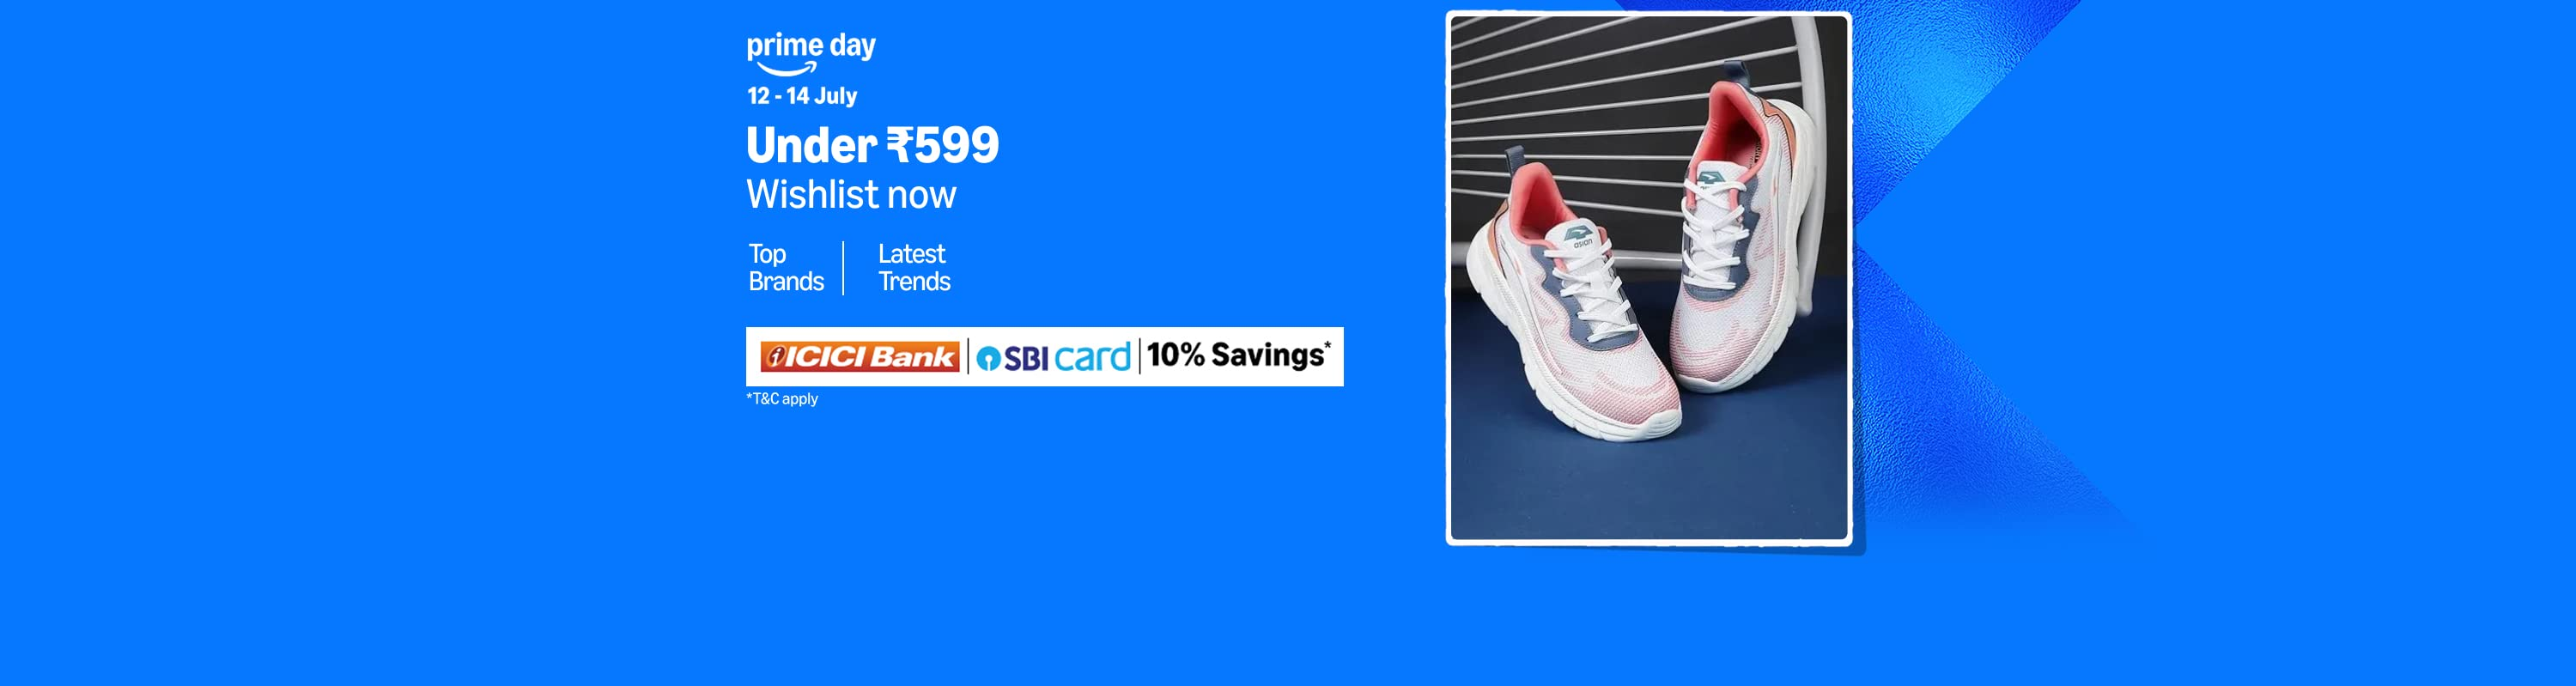 prime day
12 - 14 July
Under ₹599
Wishlist now
Top
Brands
Latest
Trends
ICICI Bank
SBI card
10% Savings*
*T&C apply
asian